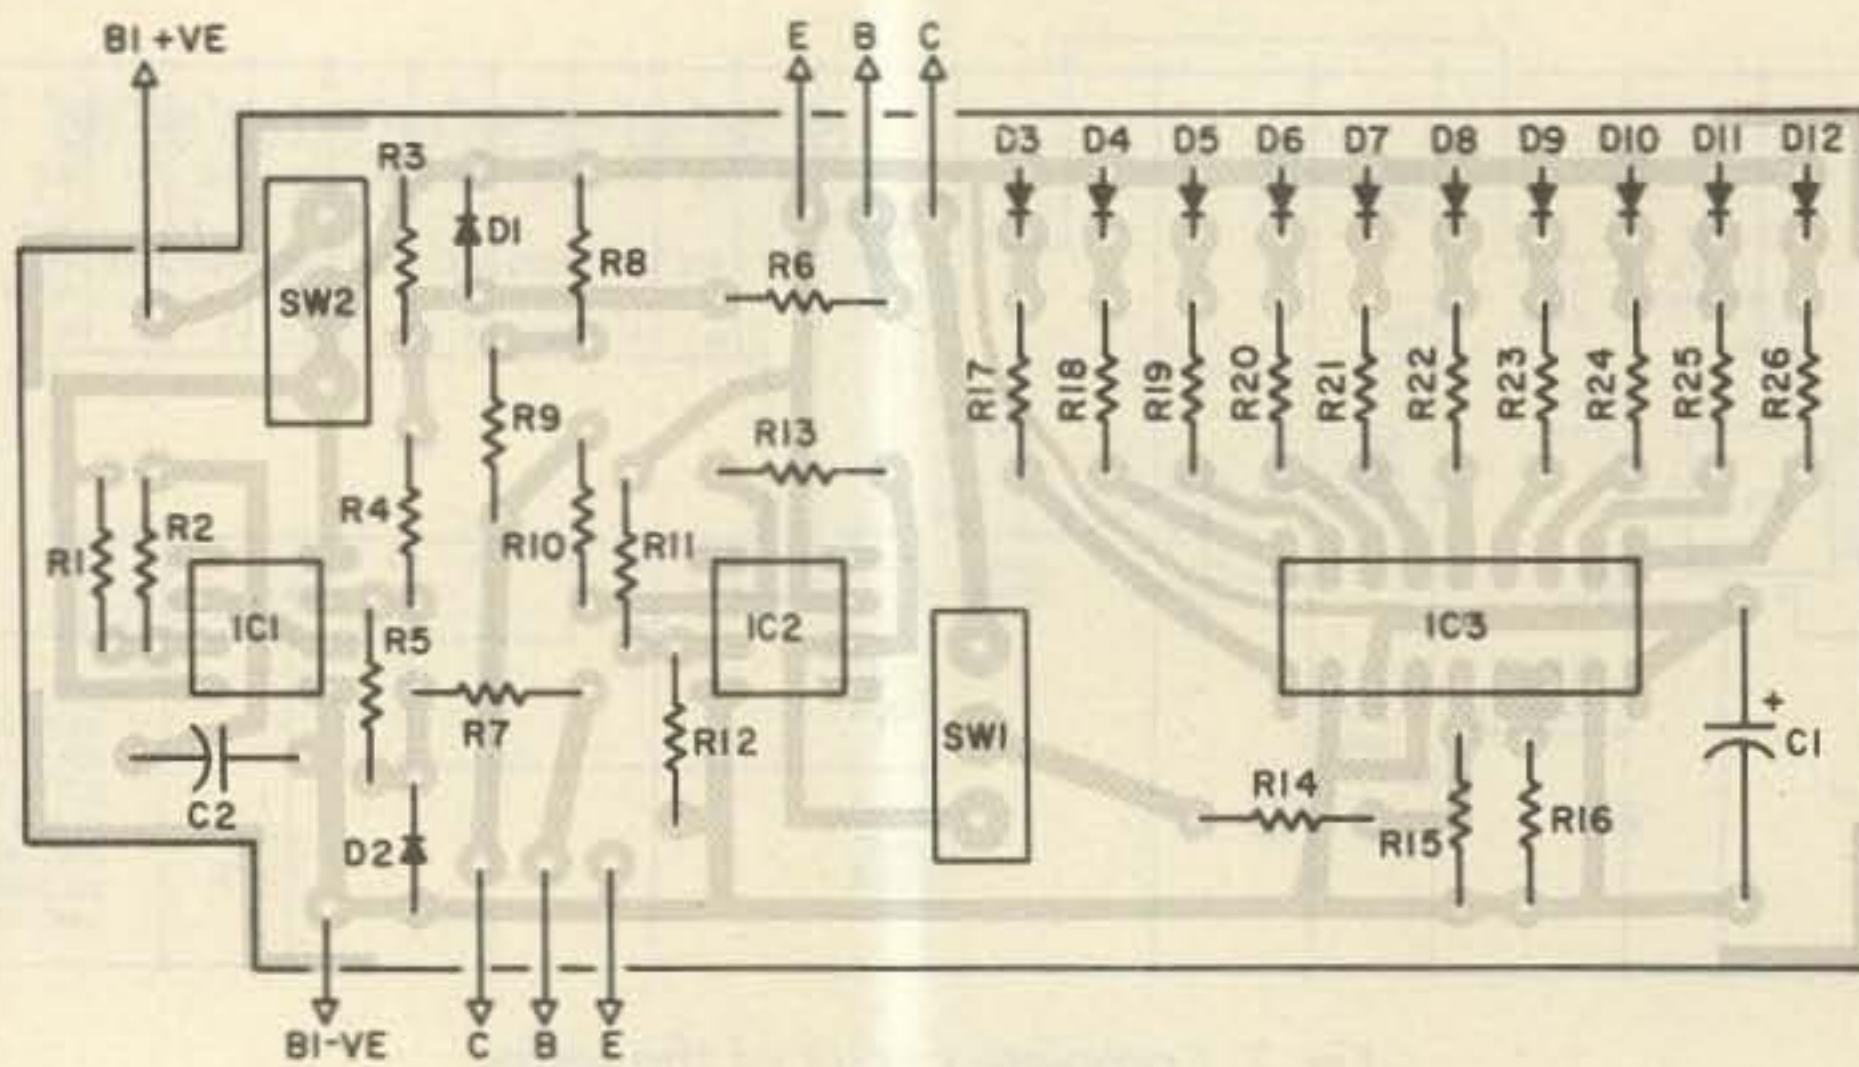 B1 +VE
E B C
D3 D4 D5 D6 D7 D8 D9 D10 D11 D12
R3
D1
R8
R6
SW2
R17 R18 R19 R20 R21 R22 R23 R24 R25 R26
R9
R13
R4
R1
R2
R10
R11
IC1
R5
IC2
IC3
R7
R12
SW1
+
C1
C2
R14
R15
R16
D2
B1-VE C B E